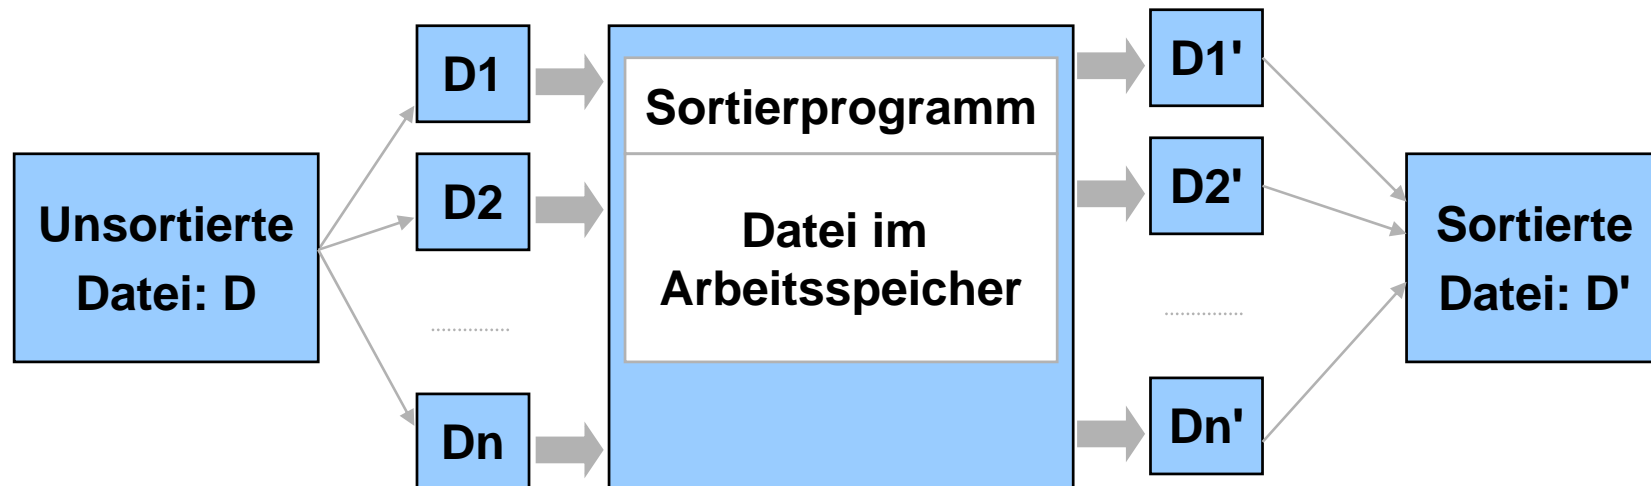 Unsortierte
Datei: D
D1
D2
Dn
Sortierprogramm
Datei im
Arbeitsspeicher
D1'
D2'
Dn'
Sortierte
Datei: D'